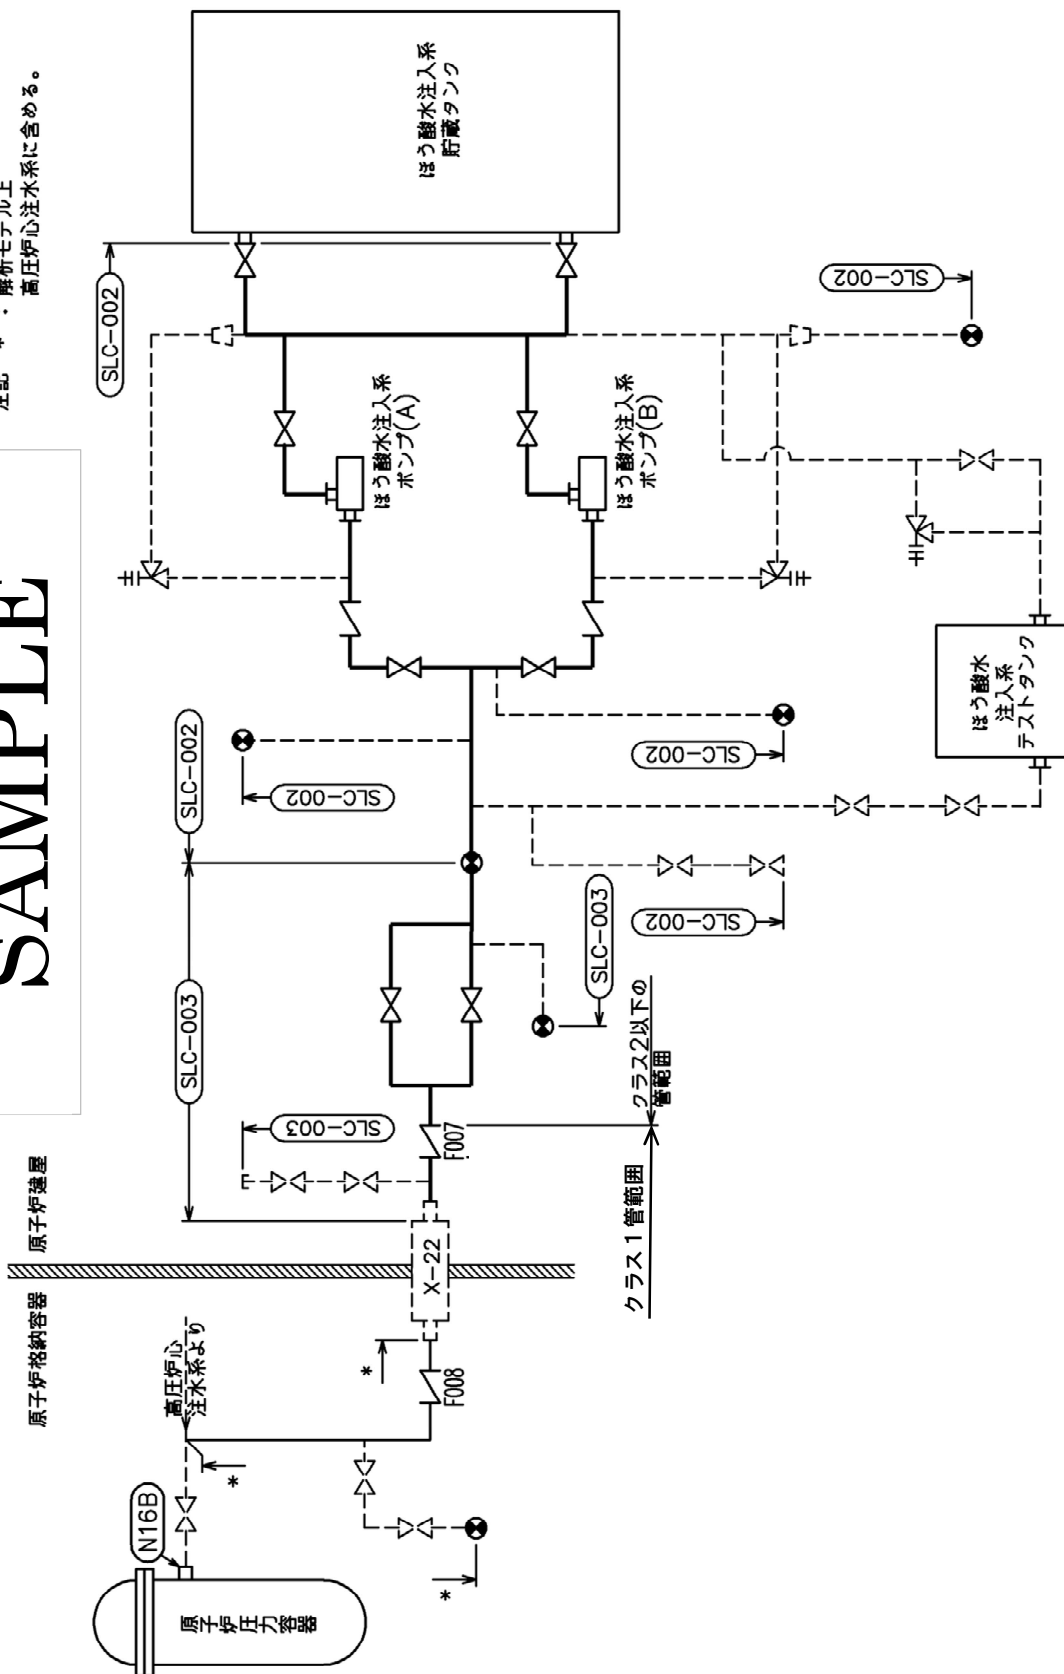 注記 * : 解析モデル上
高圧炉心注水系に含める。
SAMPLE
原子炉格納容器
原子炉建屋
原子炉圧力容器
N16B
高圧炉心
注水系より
*
*
*
F008
X-22
F007
SLC-003
SLC-003
SLC-002
SLC-002
SLC-003
クラス1管範囲
クラス2以下の
管範囲
SLC-002
SLC-002
SLC-002
SLC-002
ほう酸水注入系
ポンプ(A)
ほう酸水注入系
ポンプ(B)
ほう酸水注入系
貯蔵タンク
ほう酸水
注入系
テストタンク